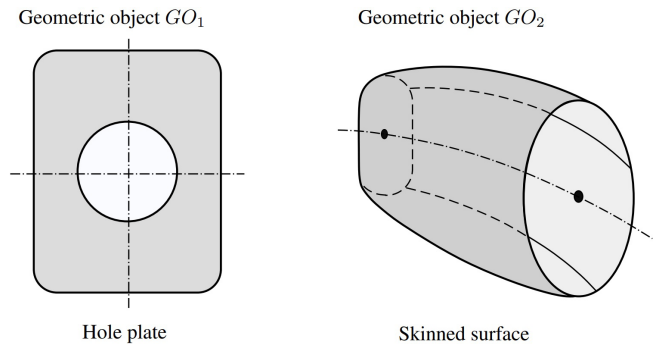 Geometric object GO₁
Geometric object GO₂
Hole plate
Skinned surface